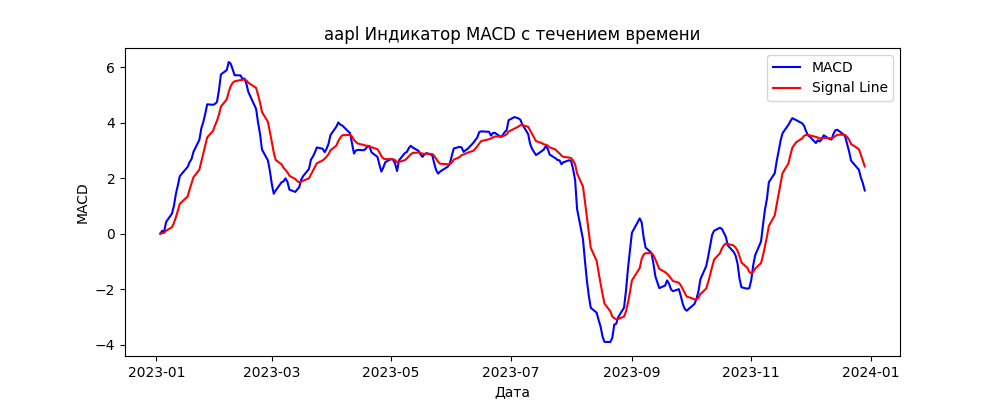 aapl Индикатор MACD с течением времени
MACD
Signal Line
6
4
2
0
−2
−4
MACD
2023-01
2023-03
2023-05
2023-07
2023-09
2023-11
2024-01
Дата